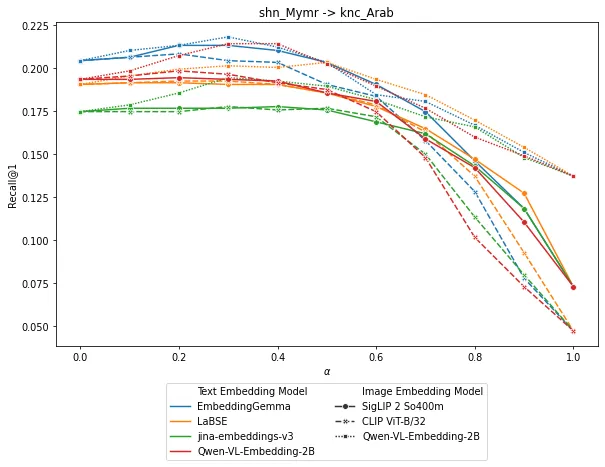 shn_Mymr -> knc_Arab
Recall@1
0.225
0.200
0.175
0.150
0.125
0.100
0.075
0.050
0.0 0.2 0.4 0.6 0.8 1.0
α
Text Embedding Model Image Embedding Model
EmbeddingGemma SigLIP 2 So400m
LaBSE CLIP ViT-B/32
jina-embeddings-v3 Qwen-VL-Embedding-2B
Qwen-VL-Embedding-2B